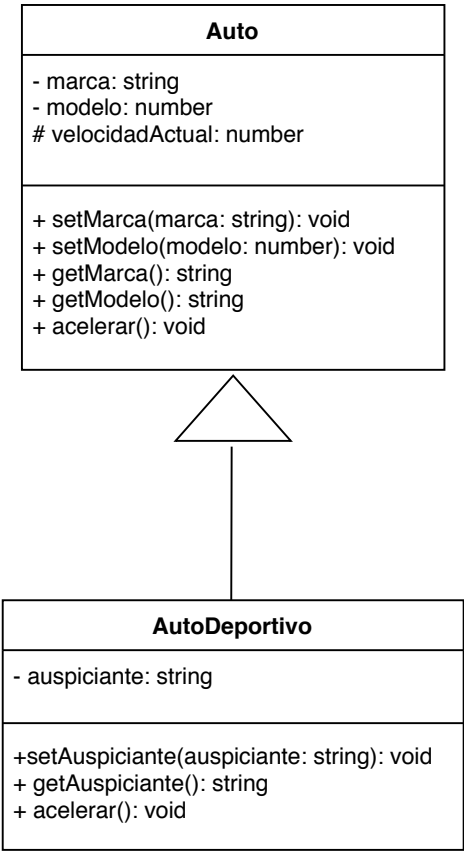 Auto
- marca: string
- modelo: number
# velocidadActual: number
+ setMarca(marca: string): void
+ setModelo(modelo: number): void
+ getMarca(): string
+ getModelo(): string
+ acelerar(): void
AutoDeportivo
- auspiciante: string
+setAuspiciante(auspiciante: string): void
+ getAuspiciante(): string
+ acelerar(): void